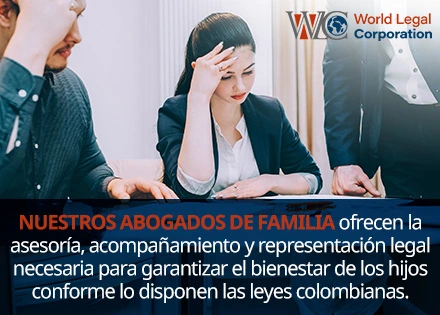 WC World Legal
Corporation
NUESTROS ABOGADOS DE FAMILIA ofrecen la
asesoría, acompañamiento y representación legal
necesaria para garantizar el bienestar de los hijos
conforme lo disponen las leyes colombianas.